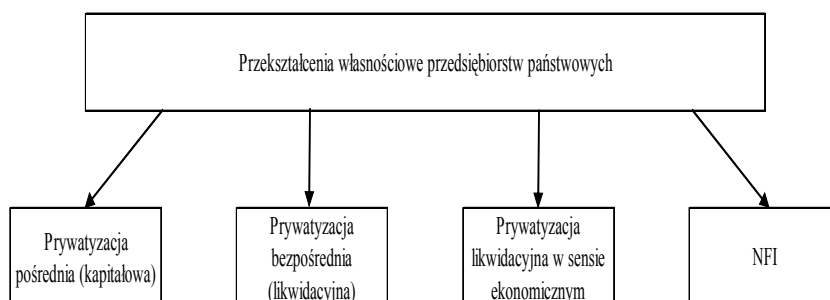 Przekształcenia własnościowe przedsiębiorstw państwowych
Prywatyzacja
pośrednia (kapitałowa)
Prywatyzacja
bezpośrednia
(likwidacyjna)
Prywatyzacja
likwidacyjna w sensie
ekonomicznym
NFI